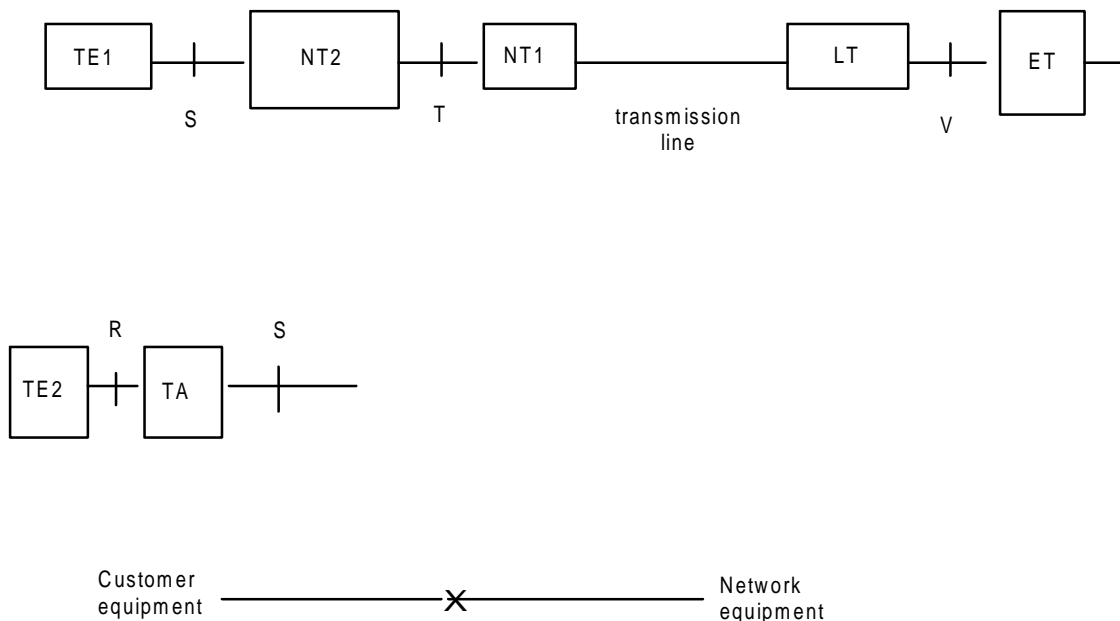 TE1
NT2
NT1
LT
ET
S
T
transmission
line
V
R
S
TE2
TA
Customer
equipment
Network
equipment